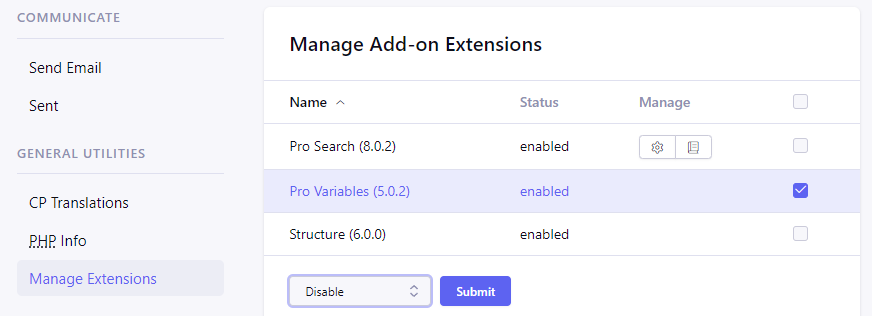 COMMUNICATE
Send Email
Sent
GENERAL UTILITIES
CP Translations
PHP Info
Manage Extensions
Manage Add-on Extensions
Name Status Manage
Pro Search (8.0.2) enabled
Pro Variables (5.0.2) enabled
Structure (6.0.0) enabled
Disable Submit